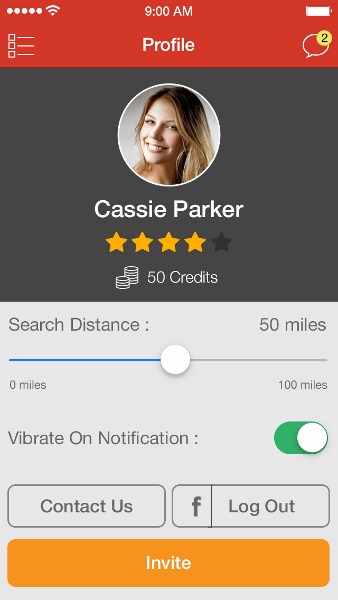 9:00 AM
Profile
2
Cassie Parker
50 Credits
Search Distance :
50 miles
0 miles
100 miles
Vibrate On Notification :
Contact Us
f
Log Out
Invite